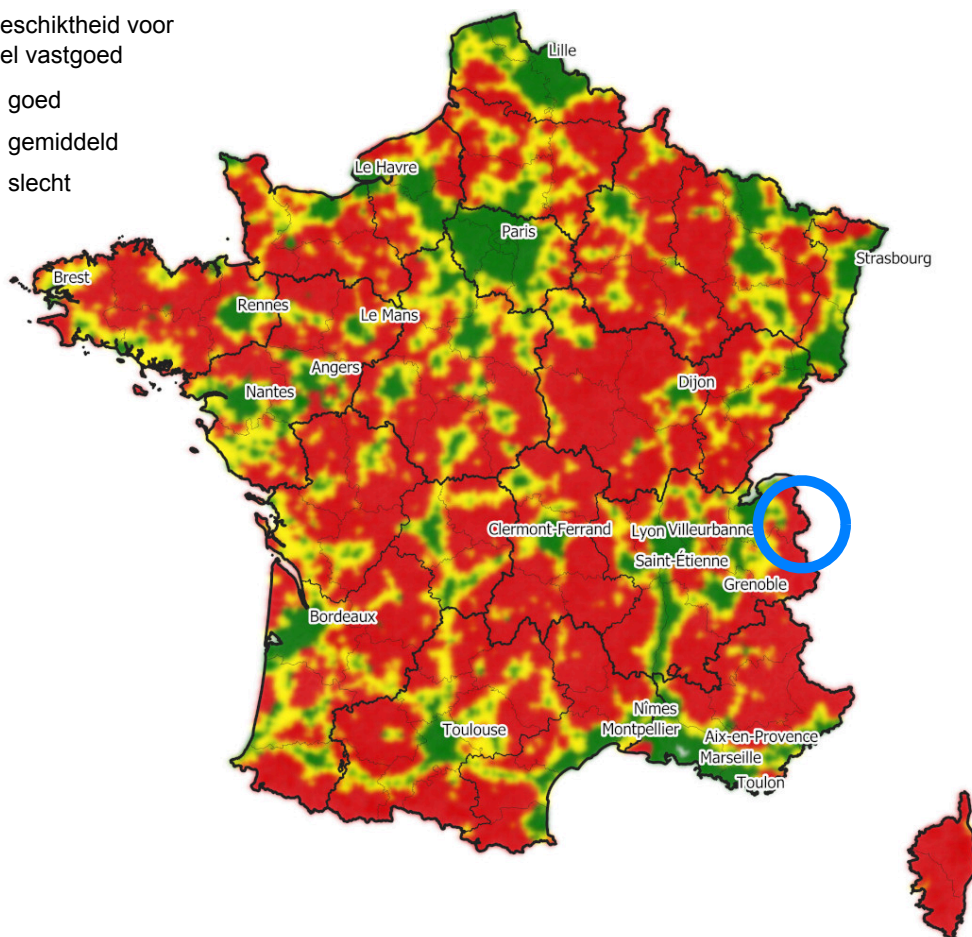 eschiktheid voor
el vastgoed
goed
gemiddeld
slecht
Lille
Le Havre
Paris
Strasbourg
Brest
Rennes
Le Mans
Angers
Dijon
Nantes
Clermont-Ferrand
Lyon Villeurbanne
Saint-Étienne
Grenoble
Bordeaux
Nîmes
Toulouse
Montpellier
Aix-en-Provence
Marseille
Toulon